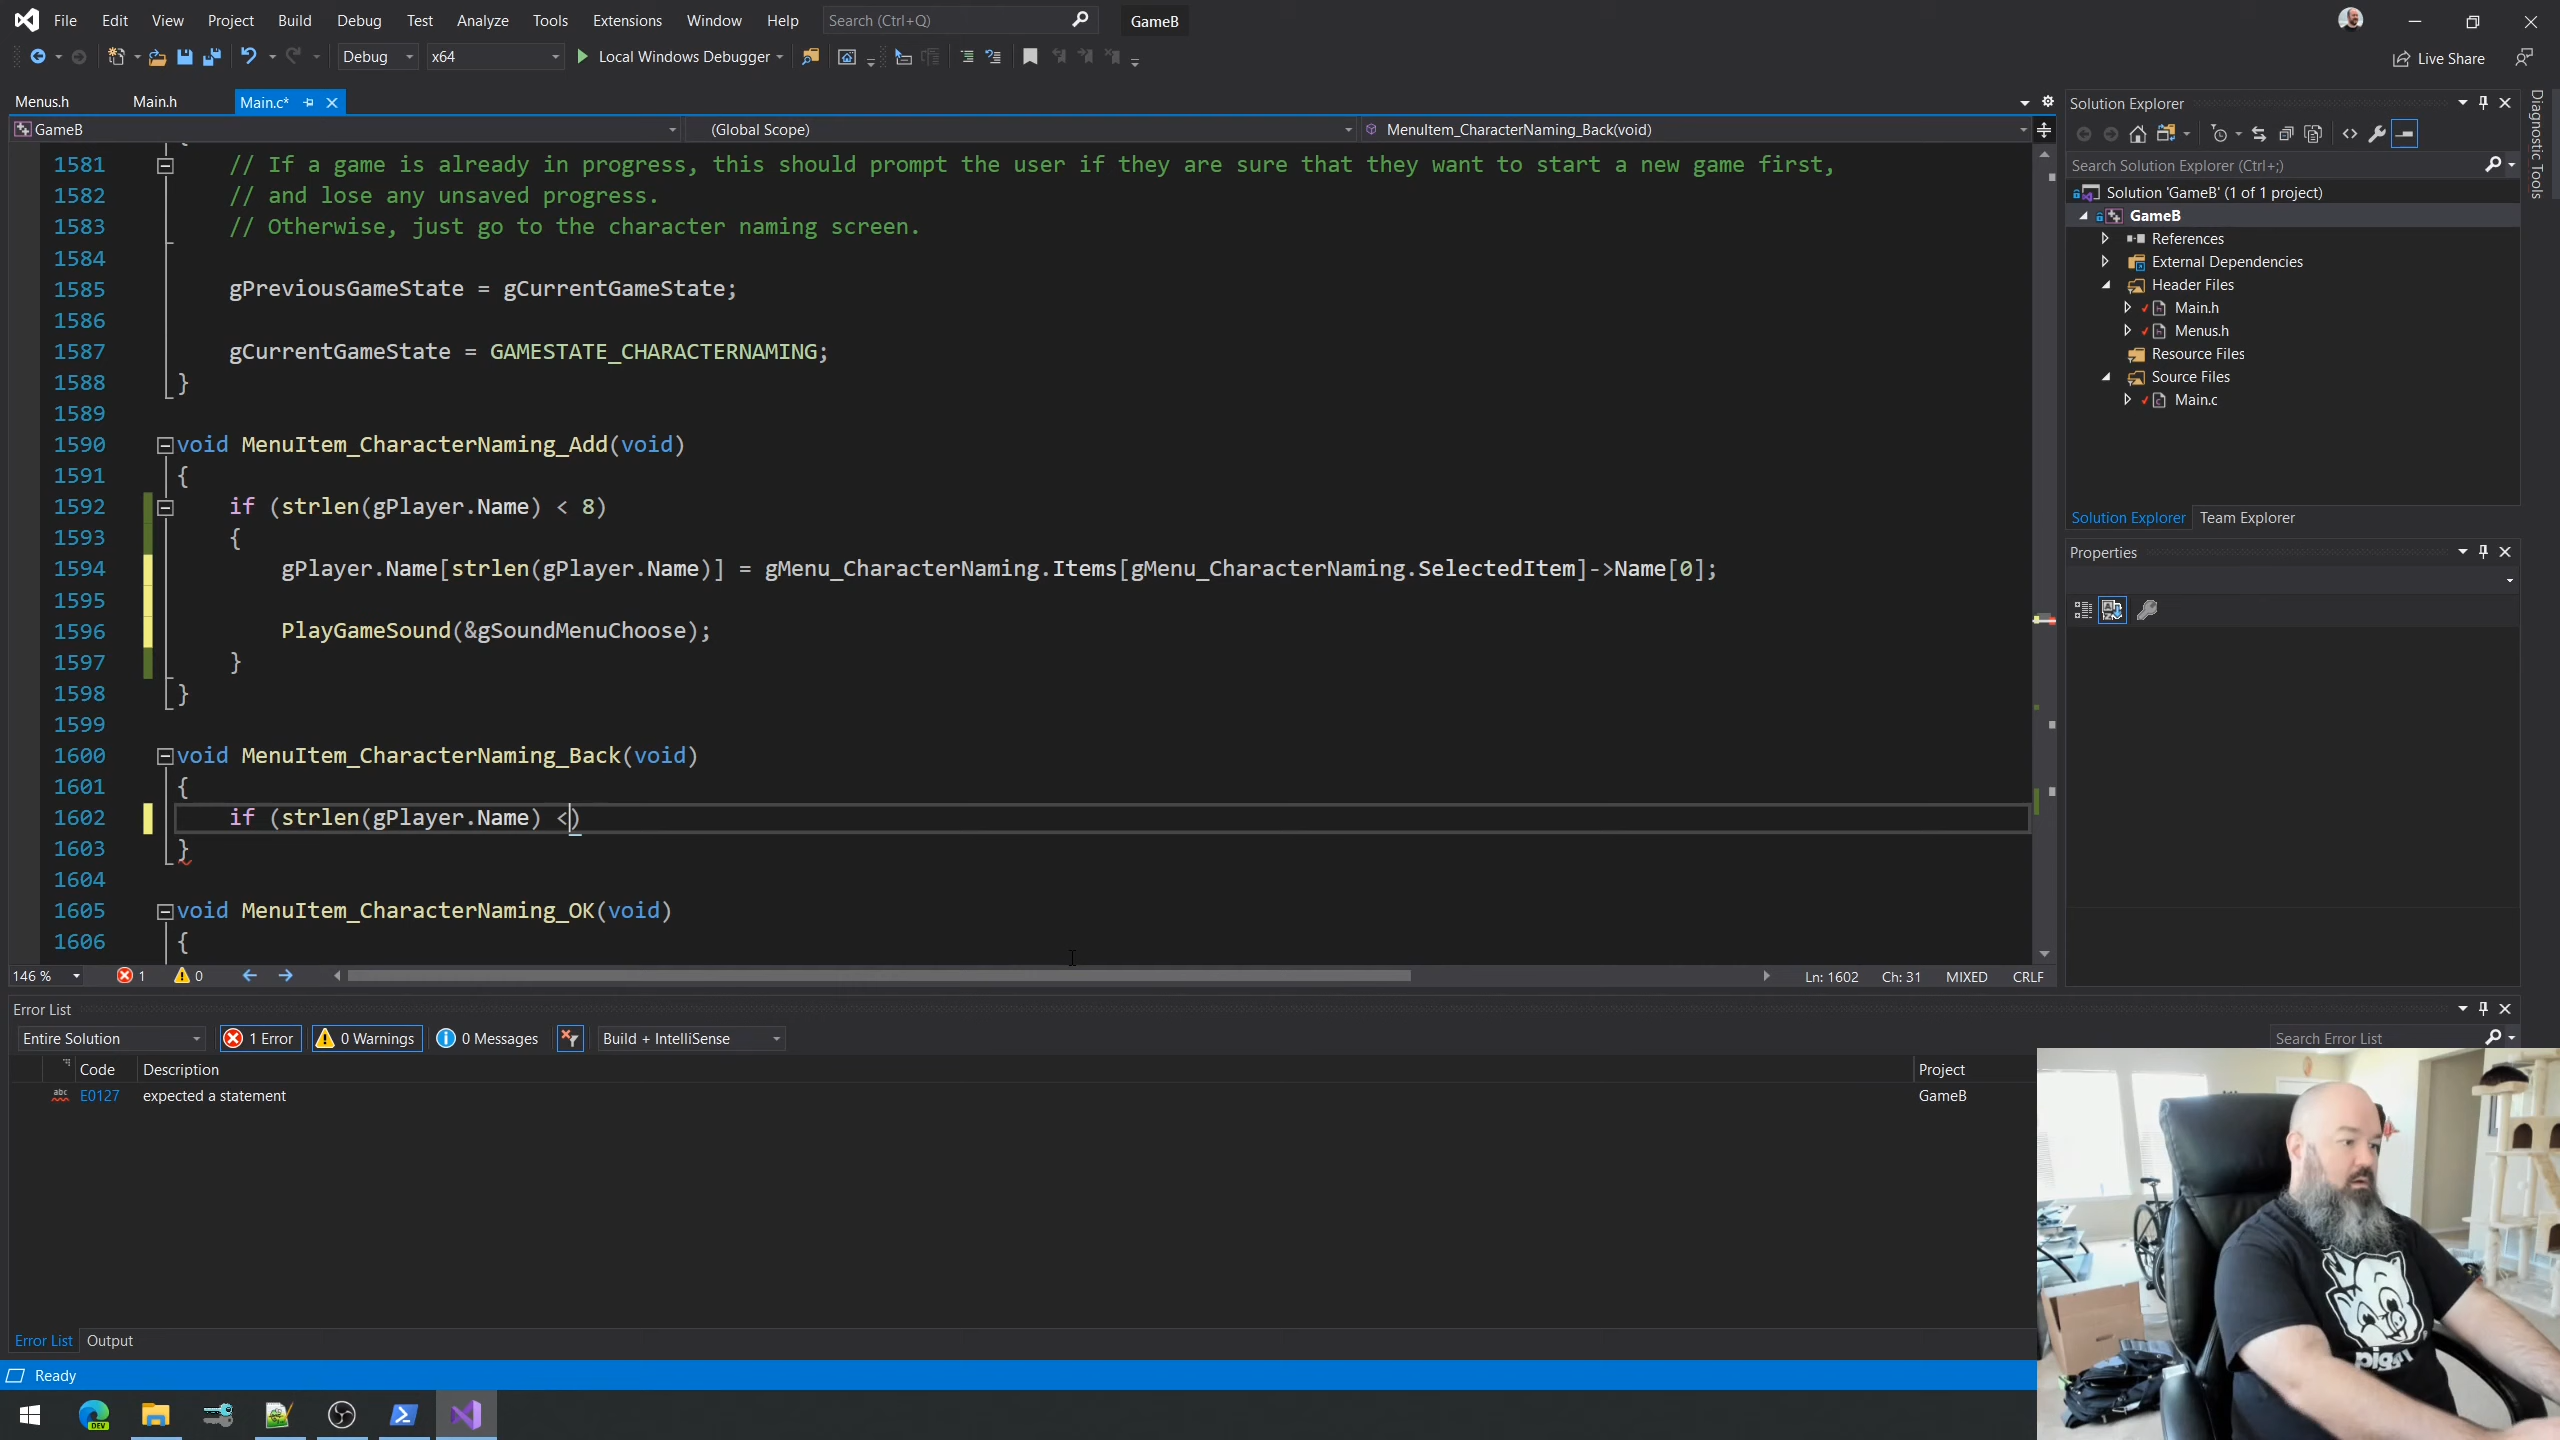 File Edit View Project Build Debug Test Analyze Tools Extensions Window Help Search (Ctrl+Q) GameB
Debug x64 Local Windows Debugger Live Share
Menus.h Main.h Main.c*
GameB (Global Scope) MenuItem_CharacterNaming_Back(void)
1581 // If a game is already in progress, this should prompt the user if they are sure that they want to start a new game first,
1582 // and lose any unsaved progress.
1583 // Otherwise, just go to the character naming screen.
1584
1585 gPreviousGameState = gCurrentGameState;
1586
1587 gCurrentGameState = GAMESTATE_CHARACTERNAMING;
1588 }
1589
1590 void MenuItem_CharacterNaming_Add(void)
1591 {
1592 if (strlen(gPlayer.Name) < 8)
1593 {
1594 gPlayer.Name[strlen(gPlayer.Name)] = gMenu_CharacterNaming.Items[gMenu_CharacterNaming.SelectedItem]->Name[0];
1595
1596 PlayGameSound(&gSoundMenuChoose);
1597 }
1598 }
1599
1600 void MenuItem_CharacterNaming_Back(void)
1601 {
1602 if (strlen(gPlayer.Name) <)
1603 }
1604
1605 void MenuItem_CharacterNaming_OK(void)
1606 {
146 % 1 0 Ln: 1602 Ch: 31 MIXED CRLF
Solution Explorer
Search Solution Explorer (Ctrl+;)
Solution 'GameB' (1 of 1 project)
GameB
References
External Dependencies
Header Files
Main.h
Menus.h
Resource Files
Source Files
Main.c
Solution Explorer Team Explorer
Properties
Diagnostic Tools
Error List
Entire Solution 1 Error 0 Warnings 0 Messages Build + IntelliSense Search Error List
Code Description Project
abc E0127 expected a statement GameB
Error List Output
Ready
DEV